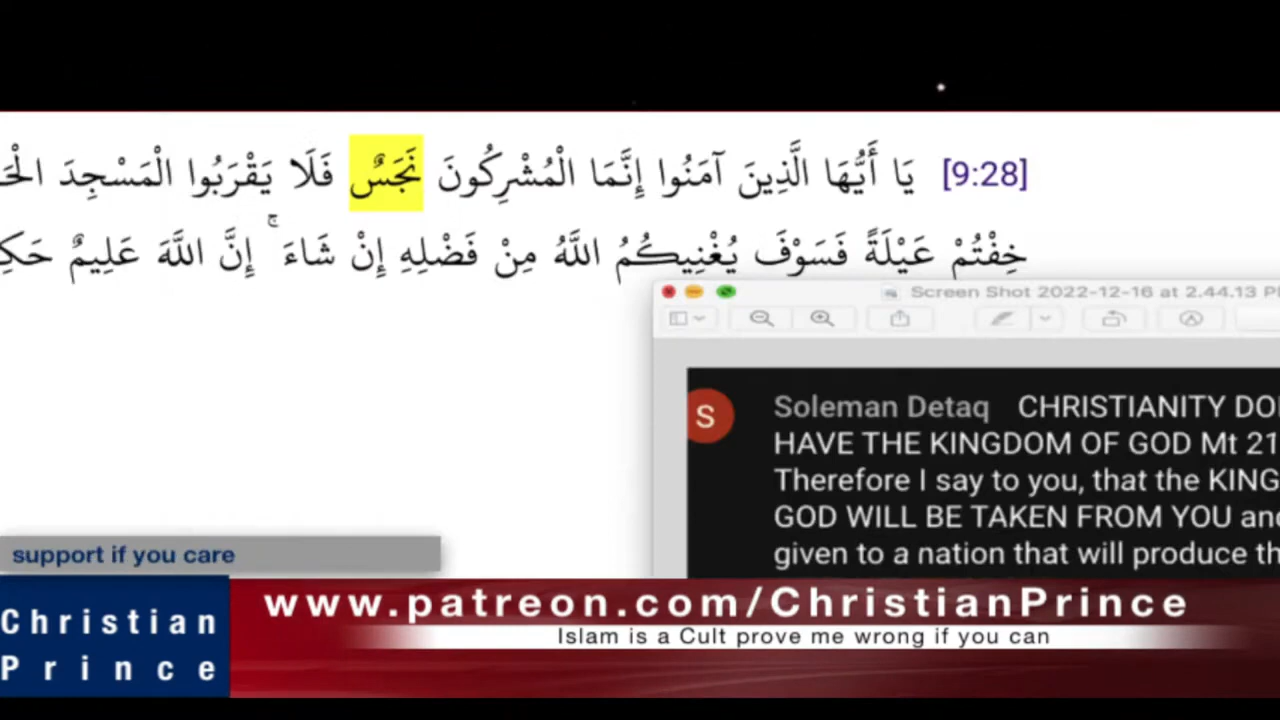 [9:28] يَا أَيُّهَا الَّذِينَ آمَنُوا إِنَّمَا الْمُشْرِكُونَ نَجَسٌ فَلَا يَقْرَبُوا الْمَسْجِدَ
خِفْتُمْ عَيْلَةً فَسَوْفَ يُغْنِيكُمُ اللَّهُ مِنْ فَضْلِهِ إِنْ شَاءَ ۚ إِنَّ اللَّهَ عَلِيمٌ
Screen Shot 2022-12-16 at 2.44.13
S
Soleman Detaq CHRISTIANITY
HAVE THE KINGDOM OF GOD Mt 21
Therefore I say to you, that the
GOD WILL BE TAKEN FROM YOU
given to a nation that will produce
support if you care
Christian
Prince
www.patreon.com/ChristianPrince
Islam is a Cult prove me wrong if you can